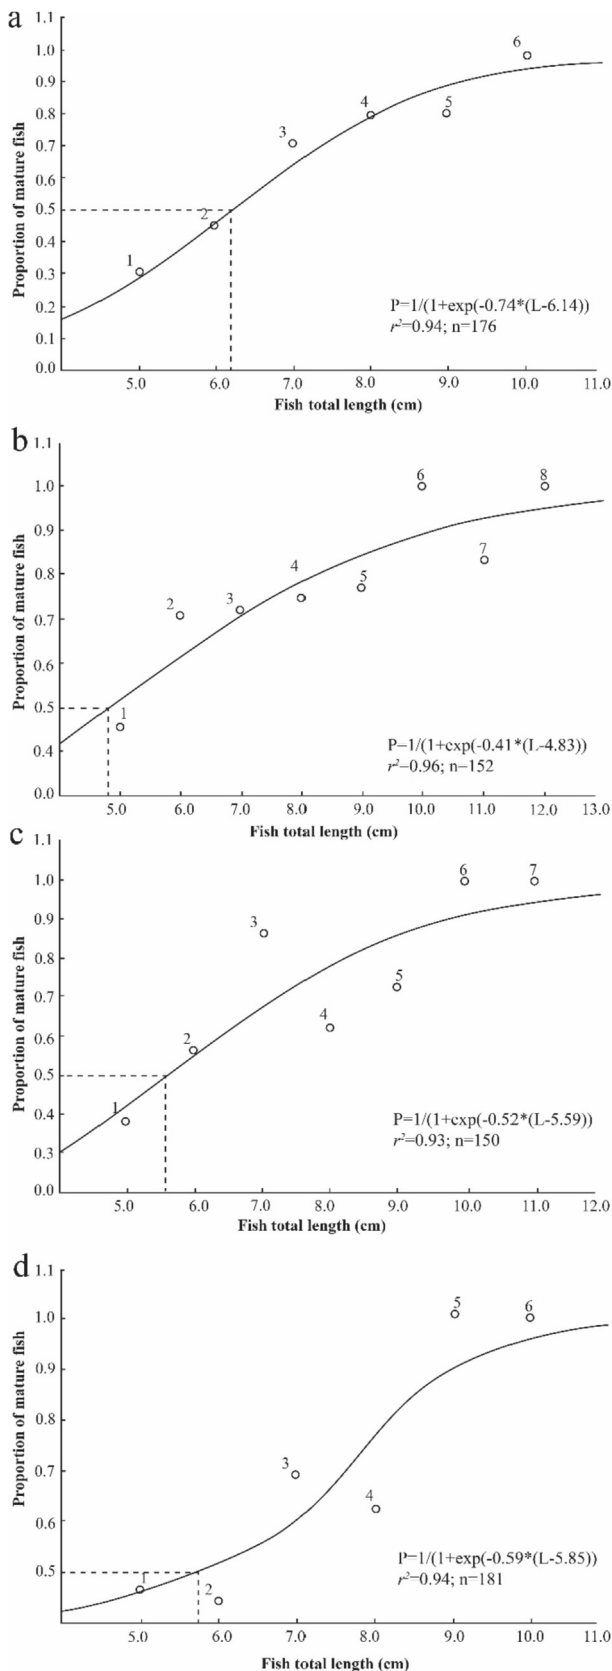 a
1.1
1.0
6
0.9
0.8
4
5
0.7
3
0.6
0.5
2
0.4
0.3
1
0.2
0.1
0.0
Proportion of mature fish
P=1/(1+exp(-0.74*(L-6.14))
r²=0.94; n=176
5.0 6.0 7.0 8.0 9.0 10.0 11.0
Fish total length (cm)
b
1.1
1.0
6
8
0.9
7
0.8
4
5
0.7
2
3
0.6
0.5
1
0.4
0.0
Proportion of mature fish
P–1/(1+cxp(-0.41*(L-4.83))
r²–0.96; n–152
5.0 6.0 7.0 8.0 9.0 10.0 11.0 12.0 13.0
Fish total length (cm)
c
1.1
1.0
6
7
0.9
3
0.8
0.7
5
0.6
4
2
0.5
0.4
1
0.3
0.0
Proportion of mature fish
P=1/(1+cxp(-0.52*(L-5.59))
r²=0.93; n=150
5.0 6.0 7.0 8.0 9.0 10.0 11.0 12.0
Fish total length (cm)
d
1.1
1.0
5
6
0.9
0.8
0.7
3
0.6
4
0.5
1
2
Proportion of mature fish
P=1/(1+exp(-0.59*(L-5.85))
r²=0.94; n=181
5.0 6.0 7.0 8.0 9.0 10.0 11.0
Fish total length (cm)